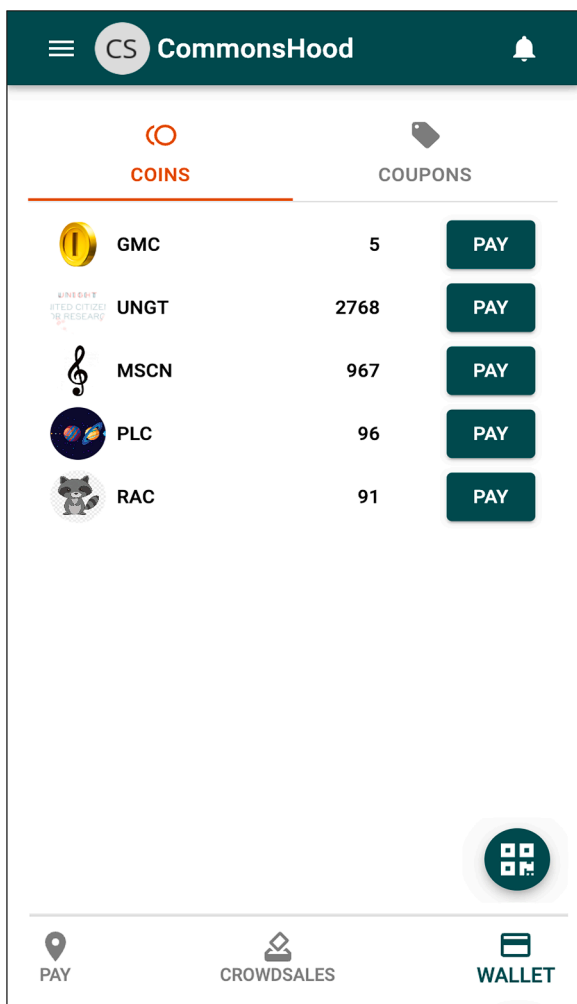 CS CommonsHood
COINS COUPONS
GMC 5 PAY
UNGT 2768 PAY
MSCN 967 PAY
PLC 96 PAY
RAC 91 PAY
PAY CROWDSALES WALLET